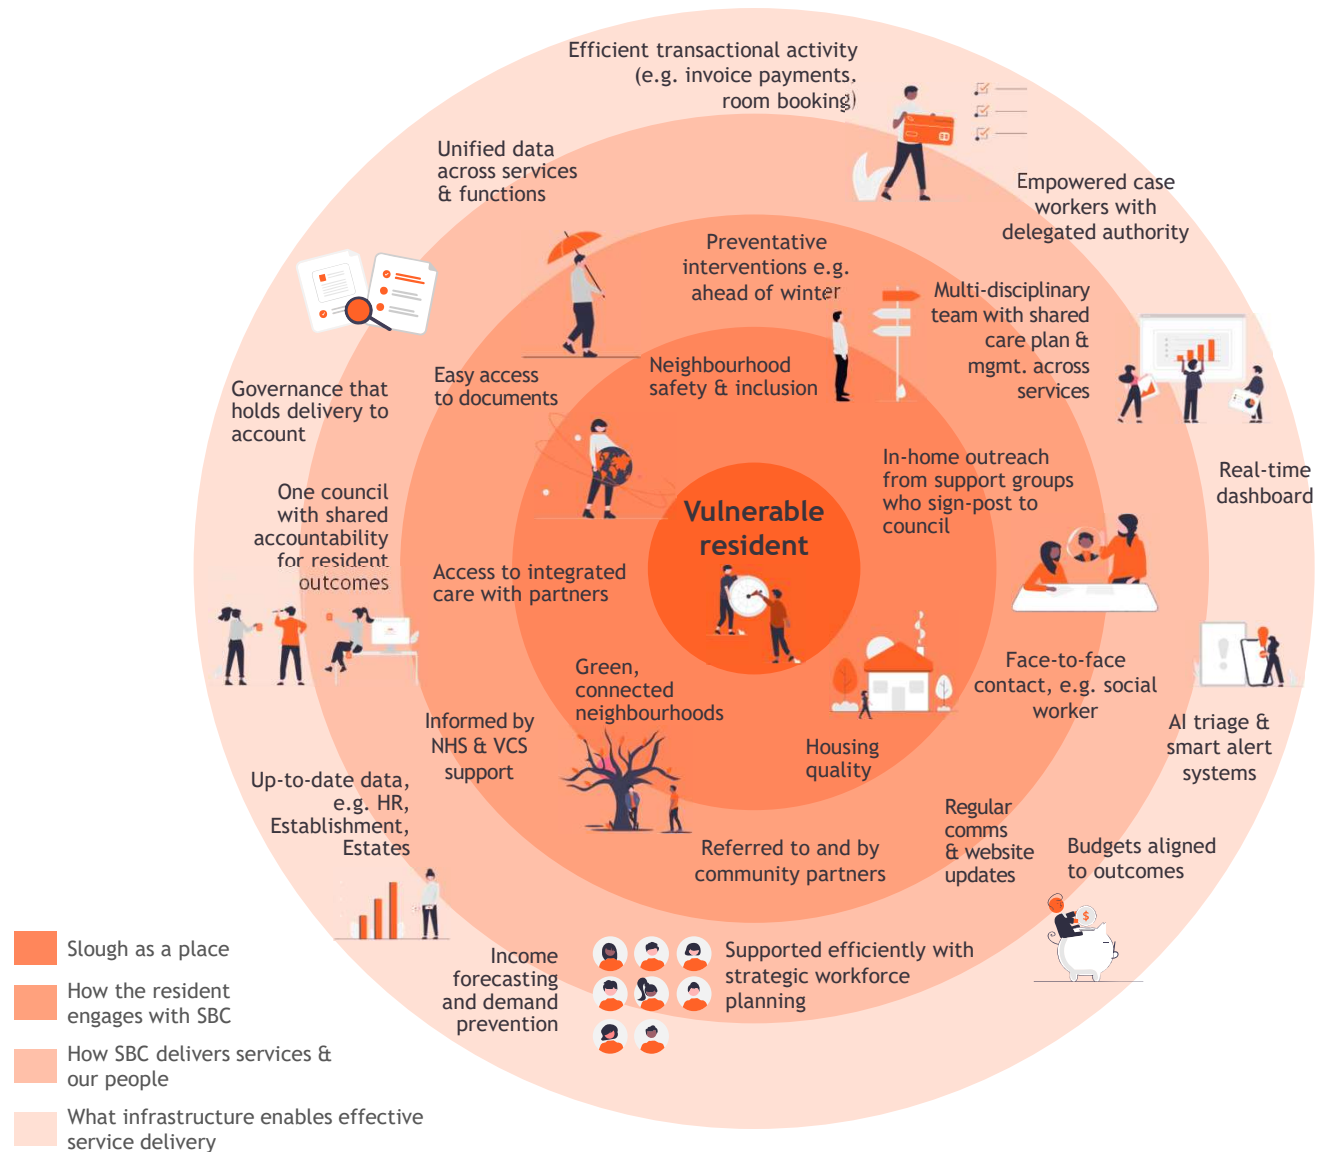 Efficient transactional activity
(e.g. invoice payments,
room booking)
Unified data
across services
& functions
Empowered case
workers with
delegated authority
Preventative
interventions e.g.
ahead of winter
Multi-disciplinary
team with shared
care plan &
mgmt. across
services
Neighbourhood
safety & inclusion
Easy access
to documents
Governance that
holds delivery to
account
In-home outreach
from support groups
who sign-post to
council
Real-time
dashboard
One council
with shared
accountability
for resident
outcomes
Vulnerable
resident
Access to integrated
care with partners
Green,
connected
neighbourhoods
Face-to-face
contact, e.g. social
worker
Informed by
NHS & VCS
support
Housing
quality
AI triage &
smart alert
systems
Up-to-date data,
e.g. HR,
Establishment,
Estates
Regular
comms
& website
updates
Budgets aligned
to outcomes
Referred to and by
community partners
Income
forecasting
and demand
prevention
Supported efficiently with
strategic workforce
planning
$
Slough as a place
How the resident
engages with SBC
How SBC delivers services &
our people
What infrastructure enables effective
service delivery